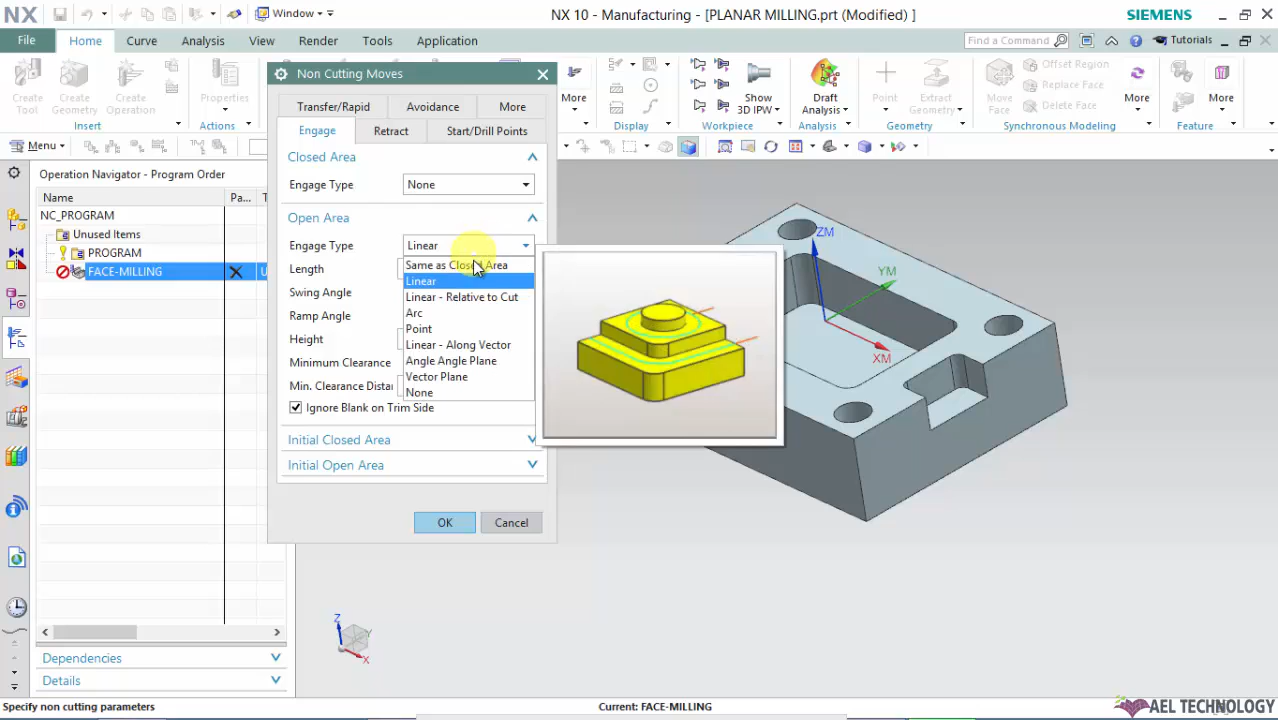 NX
Window
NX 10 - Manufacturing - [PLANAR MILLING.prt (Modified) ]
SIEMENS
File
Home
Curve
Analysis
View
Render
Tools
Application
Find a Command
Tutorials
Create
Tool
Create
Geometry
Create
Operation
Properties
More
Show
3D IPW
Draft
Analysis
Point
Extract
Geometry
Move
Face
Offset Region
Replace Face
Delete Face
More
More
Insert
Actions
Display
Workpiece
Analysis
Geometry
Synchronous Modeling
Feature
Menu
Operation Navigator - Program Order
Name
Pa...
T
NC_PROGRAM
Unused Items
PROGRAM
FACE-MILLING
Dependencies
Details
Non Cutting Moves
Transfer/Rapid
Avoidance
More
Engage
Retract
Start/Drill Points
Closed Area
Engage Type
None
Open Area
Engage Type
Linear
Length
Swing Angle
Ramp Angle
Height
Minimum Clearance
Min. Clearance Dista
Same as Closed Area
Linear
Linear - Relative to Cut
Arc
Point
Linear - Along Vector
Angle Angle Plane
Vector Plane
None
Ignore Blank on Trim Side
Initial Closed Area
Initial Open Area
OK
Cancel
ZM
YM
XM
Z
Y
X
Specify non cutting parameters
Current: FACE-MILLING
AEL TECHNOLOGY